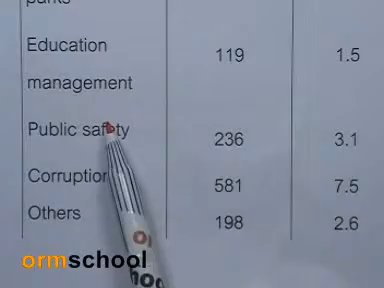 parks
Education 119 1.5
management
Public safety 236 3.1
Corruption 581 7.5
Others 198 2.6
ormschool